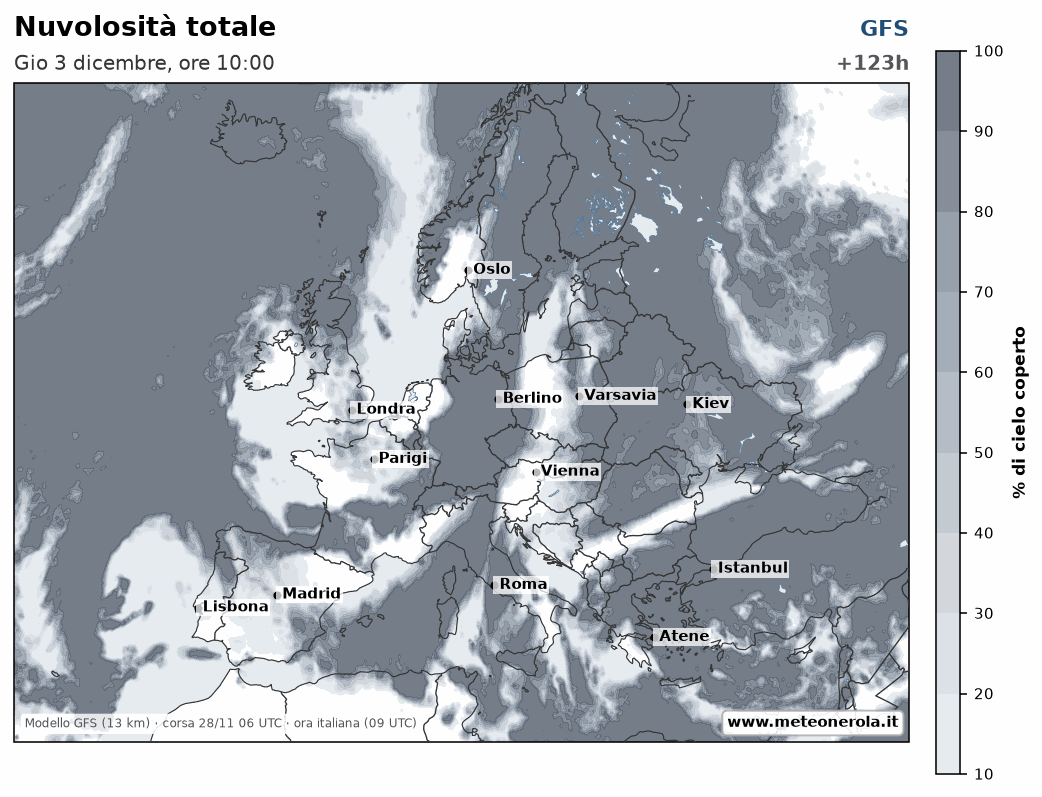 Nuvolosità totale
GFS
Gio 3 dicembre, ore 10:00
+123h
100
90
80
70
60
50
40
30
20
10
% di cielo coperto
Oslo
Berlino
Varsavia
Kiev
Londra
Parigi
Vienna
Istanbul
Roma
Madrid
Lisbona
Atene
Modello GFS (13 km) · corsa 28/11 06 UTC · ora italiana (09 UTC)
www.meteonerola.it